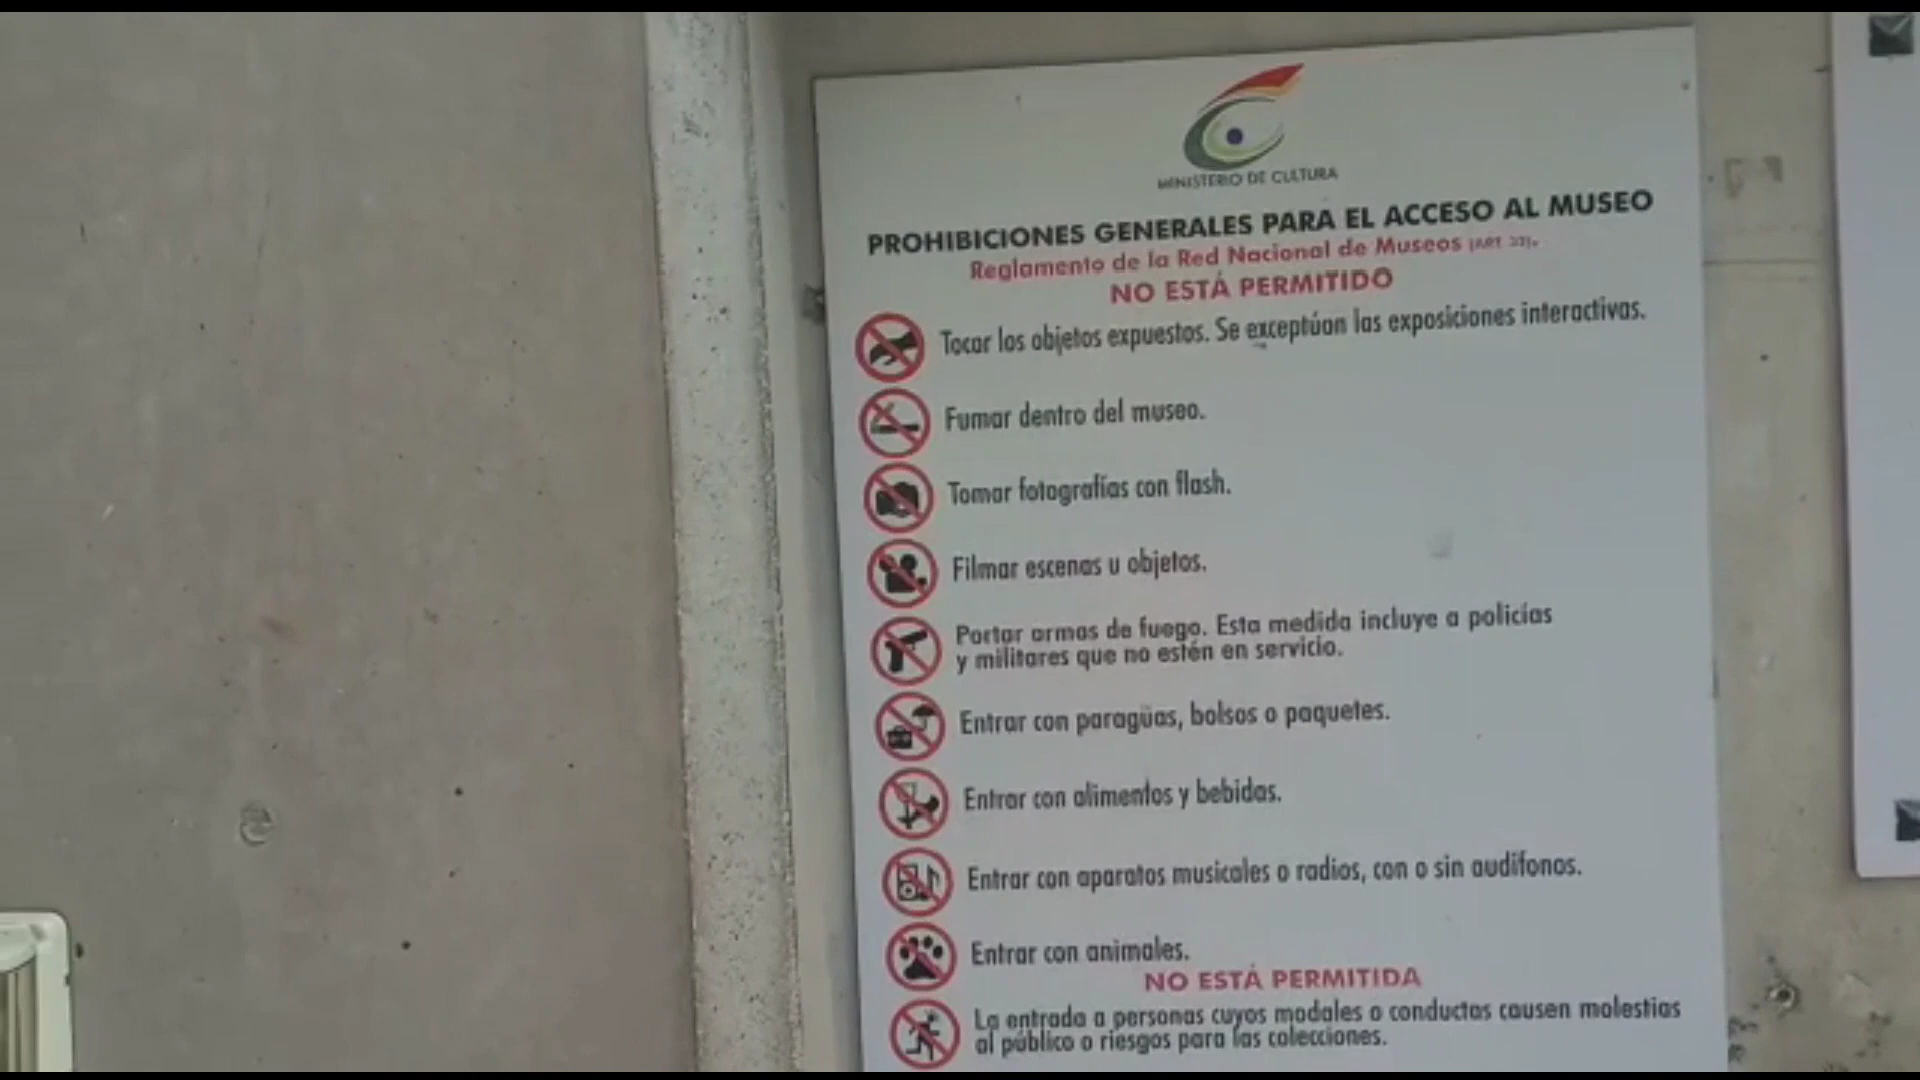 MINISTERIO DE CULTURA
PROHIBICIONES GENERALES PARA EL ACCESO AL MUSEO
Reglamento de la Red Nacional de Museos (ART. 33).
NO ESTÁ PERMITIDO
Tocar los objetos expuestos. Se exceptúan las exposiciones interactivas.
Fumar dentro del museo.
Tomar fotografías con flash.
Filmar escenas u objetos.
Portar armas de fuego. Esta medida incluye a policías
y militares que no estén en servicio.
Entrar con paragüas, bolsos o paquetes.
Entrar con alimentos y bebidas.
Entrar con aparatos musicales o radios, con o sin audífonos.
Entrar con animales.
NO ESTÁ PERMITIDA
La entrada a personas cuyos modales o conductas causen molestias
al público o riesgos para las colecciones.